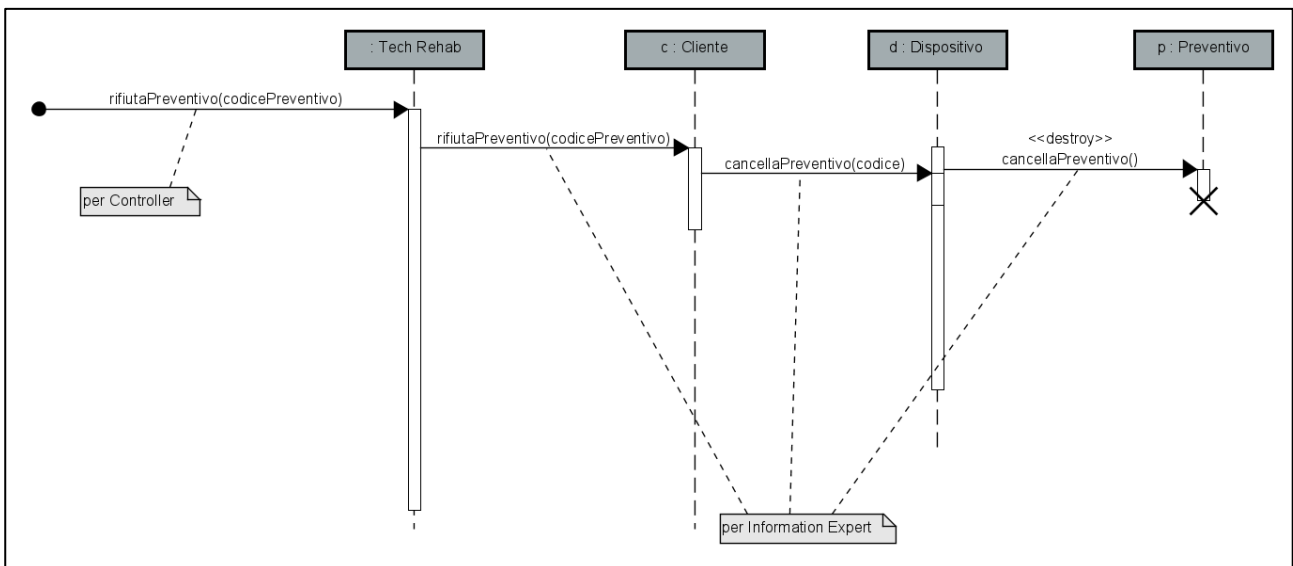 : Tech Rehab
c : Cliente
d : Dispositivo
p : Preventivo
rifiutaPreventivo(codicePreventivo)
rifiutaPreventivo(codicePreventivo)
<<destroy>>
cancellaPreventivo(codice)
cancellaPreventivo()
per Controller
per Information Expert